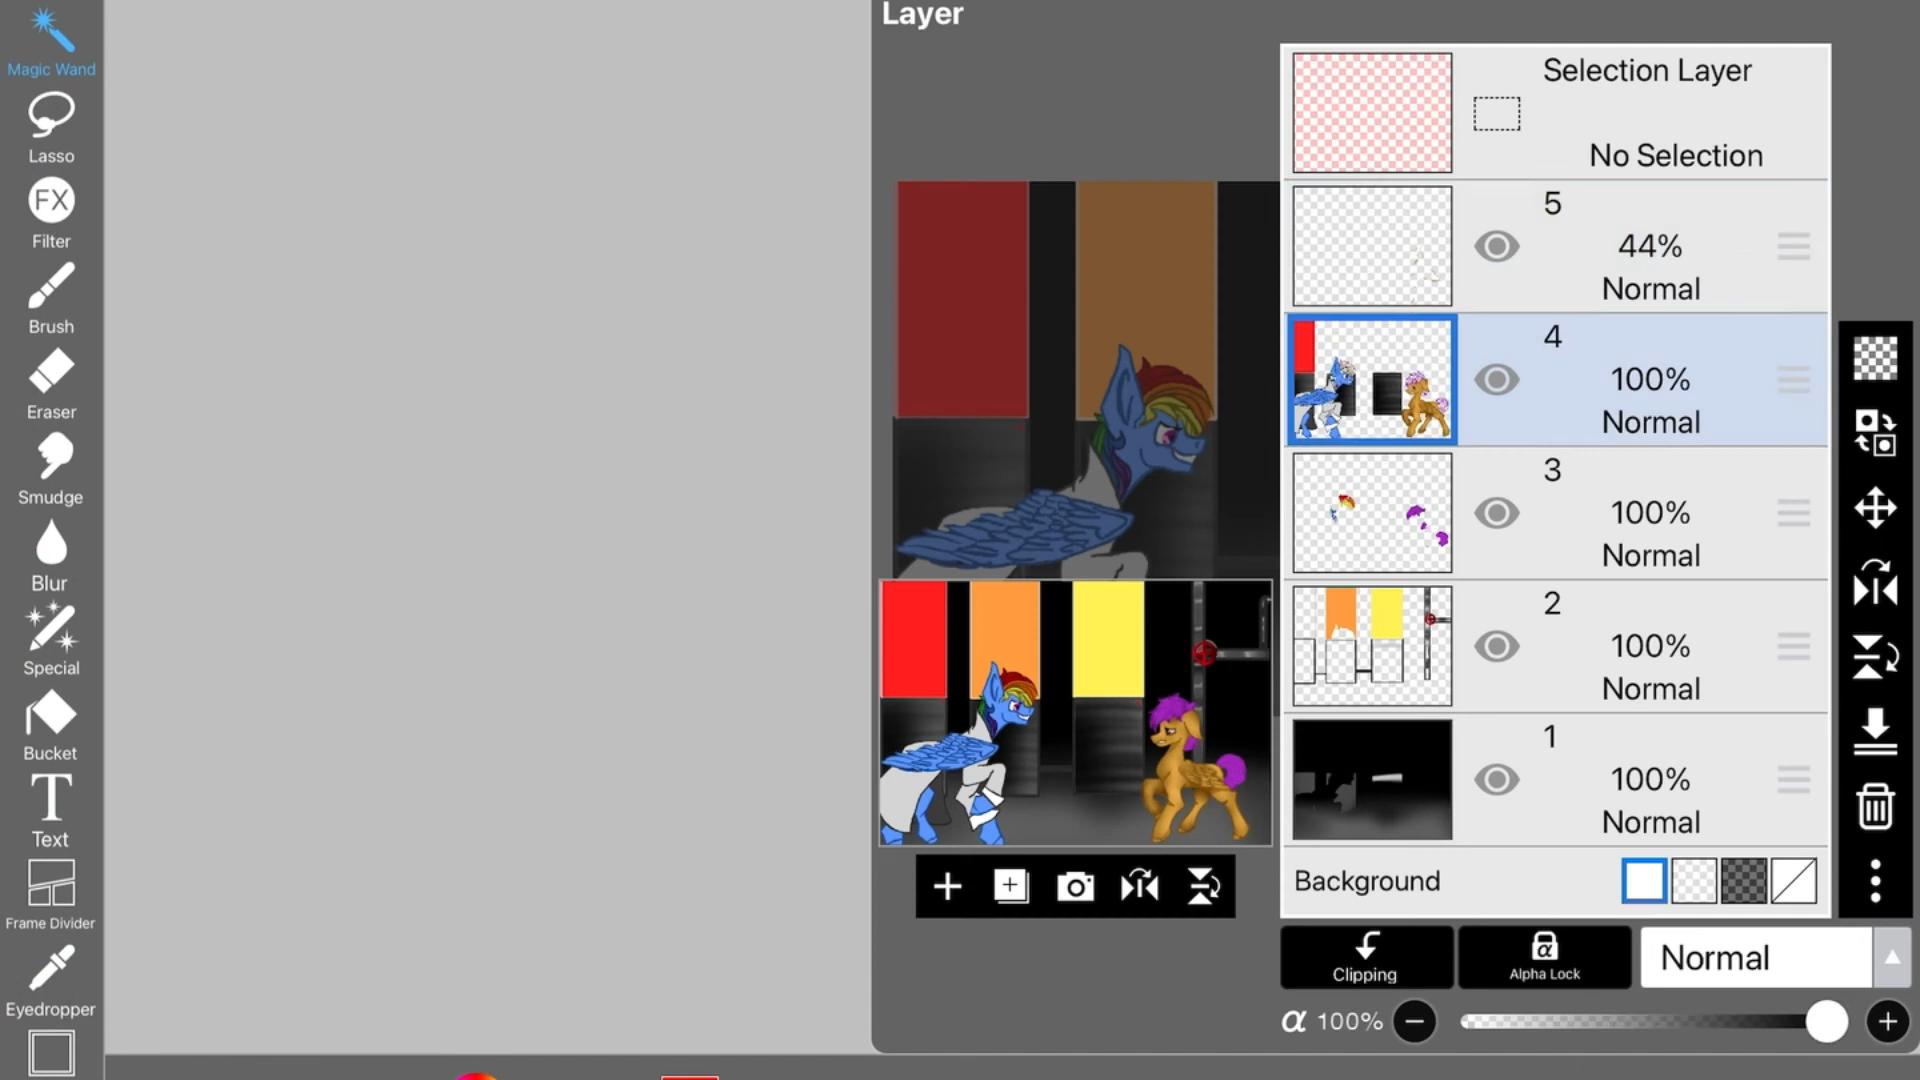 Magic Wand
Lasso
FX
Filter
Brush
Eraser
Smudge
Blur
Special
Bucket
T
Text
Frame Divider
Eyedropper
Layer
Selection Layer
No Selection
5
44%
Normal
4
100%
Normal
3
100%
Normal
2
100%
Normal
1
100%
Normal
Background
Clipping
α
Alpha Lock
Normal
α 100%